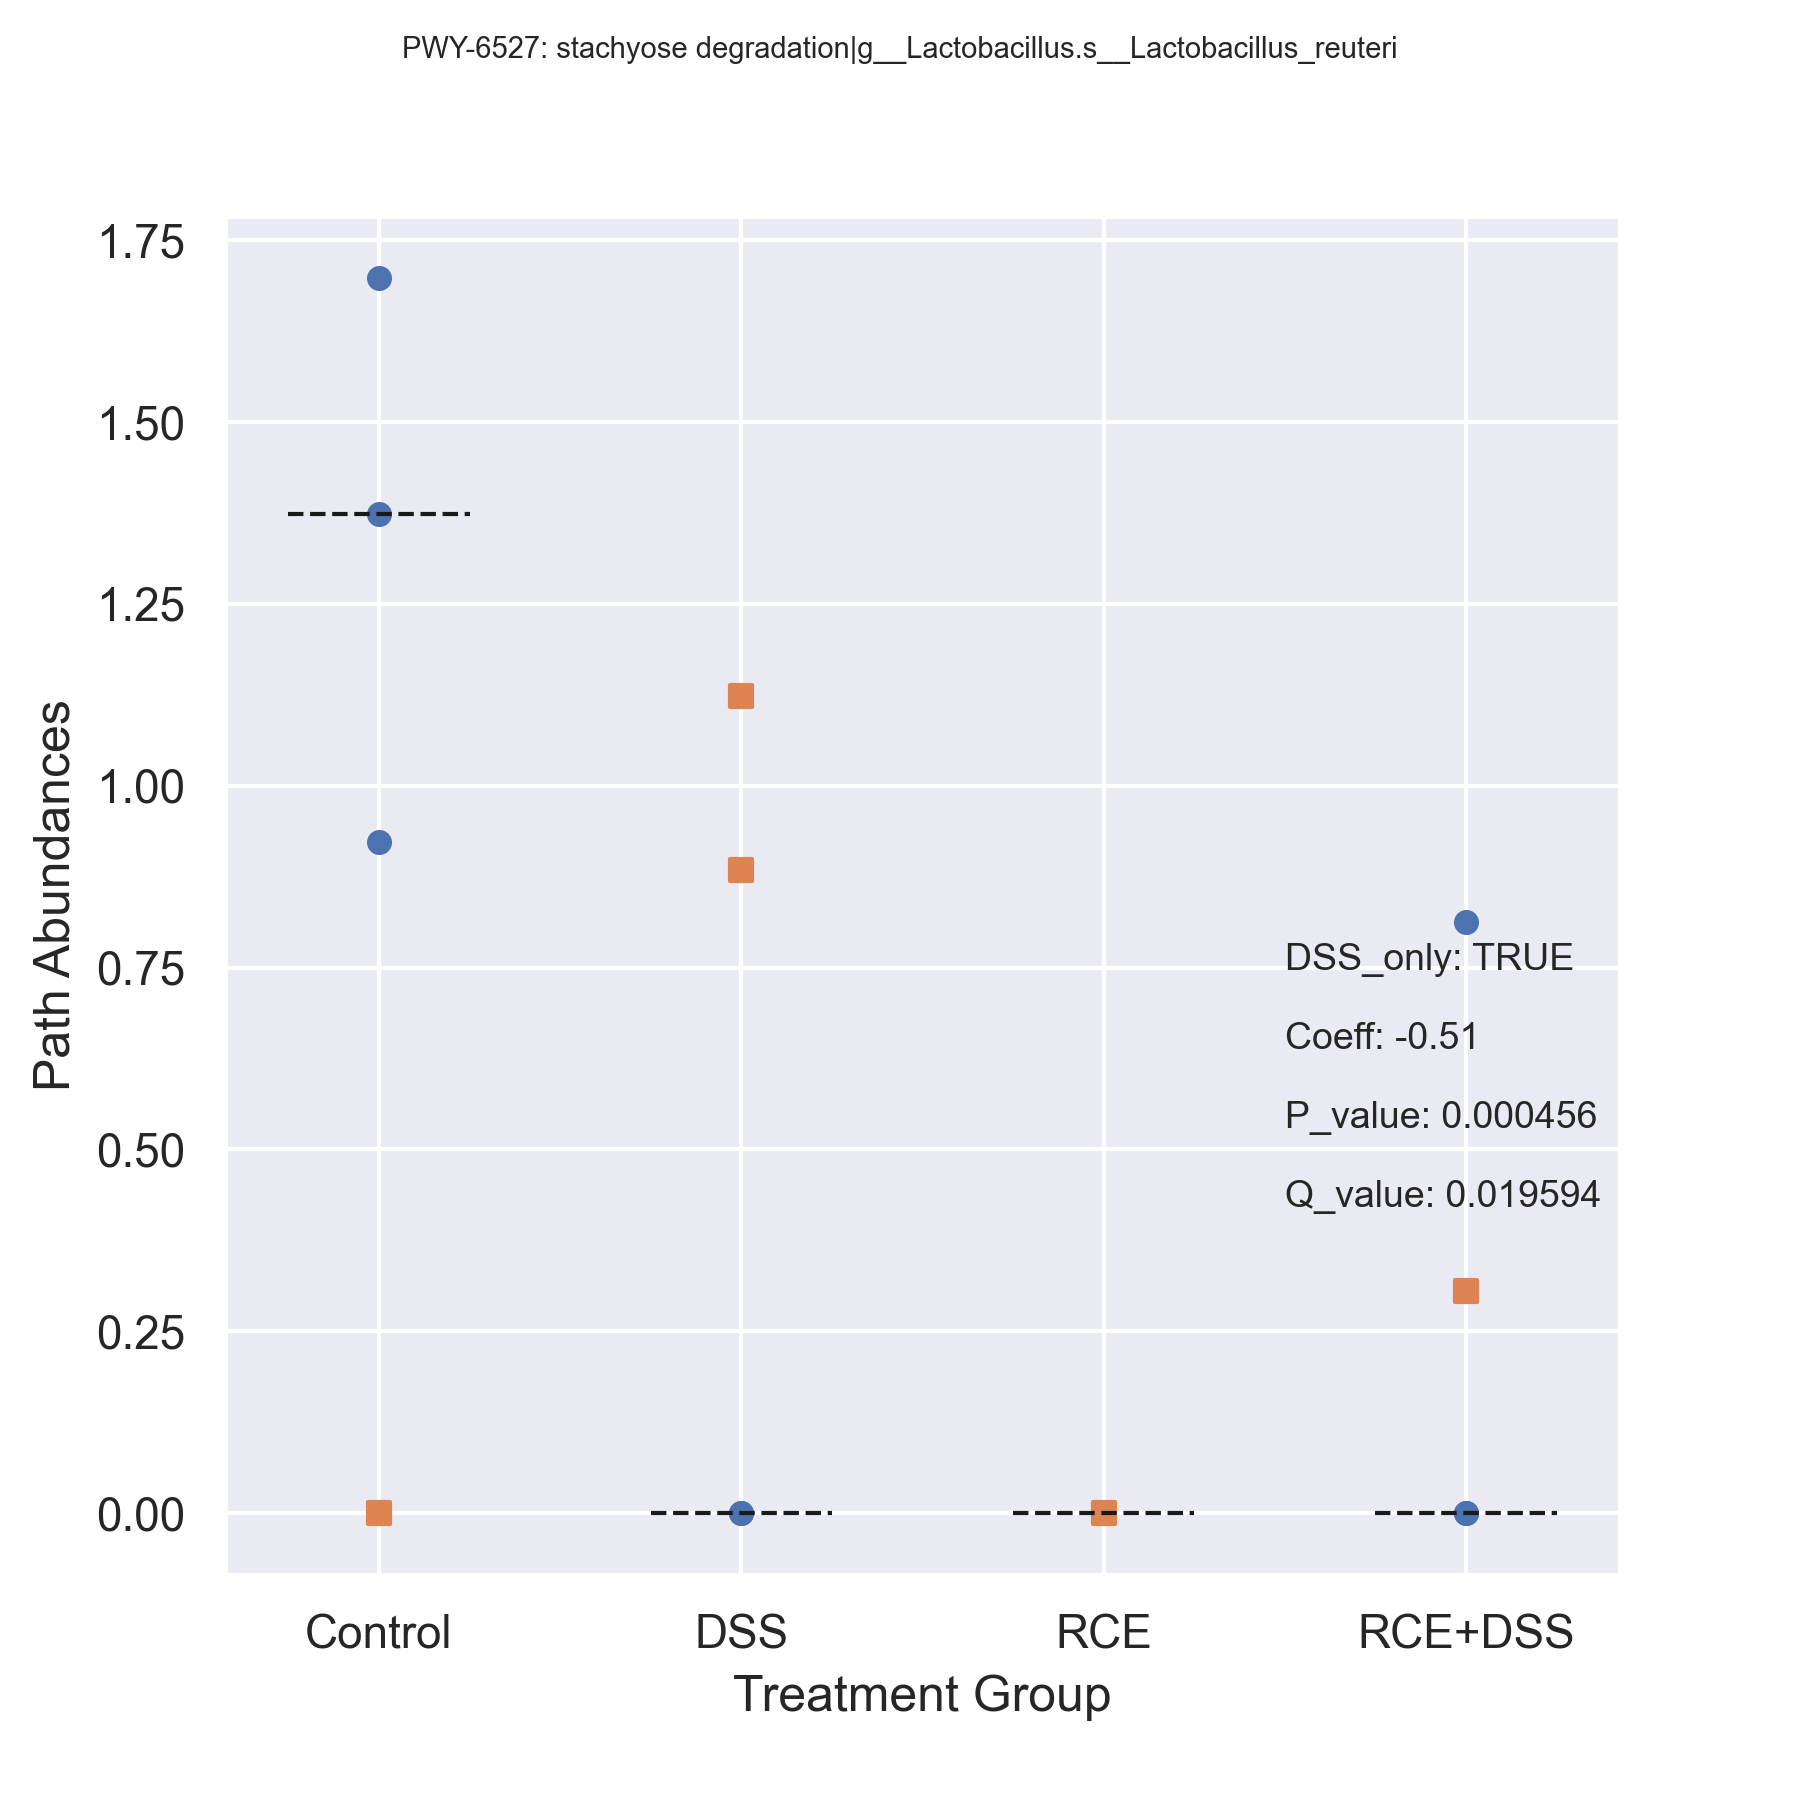 PWY-6527: stachyose degradation|g__Lactobacillus.s__Lactobacillus_reuteri
1.75
1.50
1.25
1.00
0.75
0.50
0.25
0.00
Path Abundances
DSS_only: TRUE
Coeff: -0.51
P_value: 0.000456
Q_value: 0.019594
Control DSS RCE RCE+DSS
Treatment Group